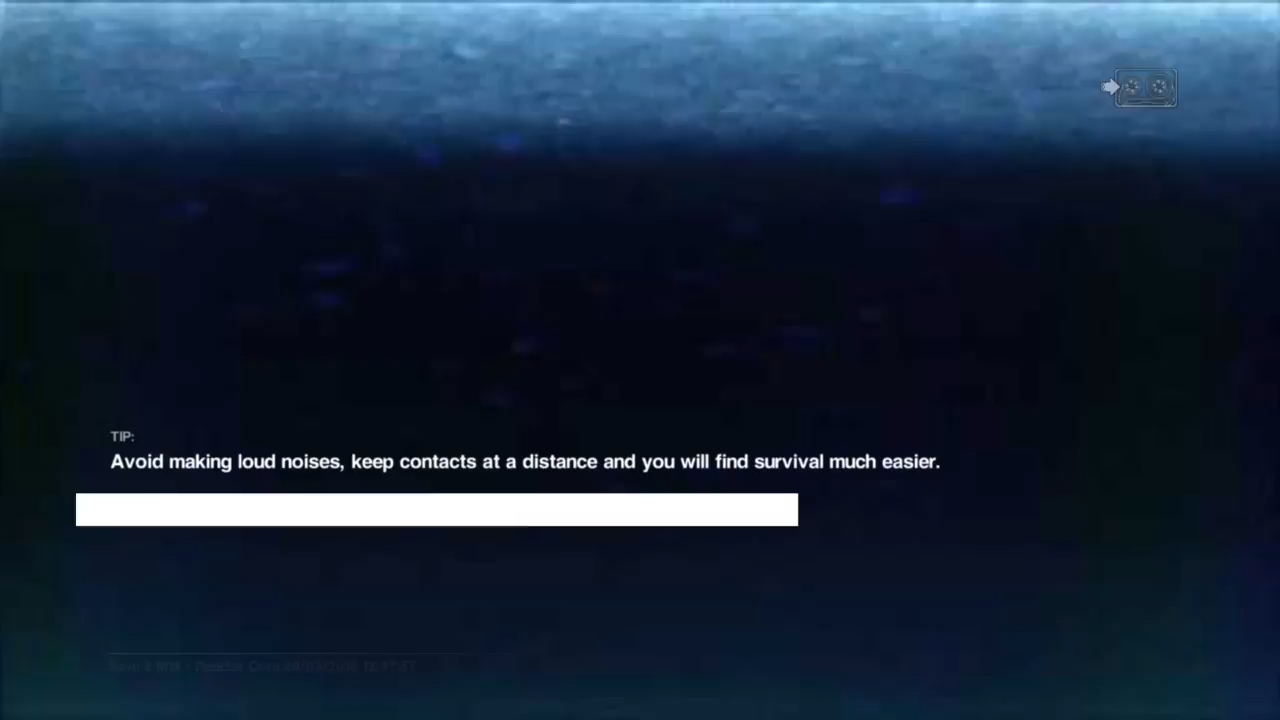 TIP:
Avoid making loud noises, keep contacts at a distance and you will find survival much easier.